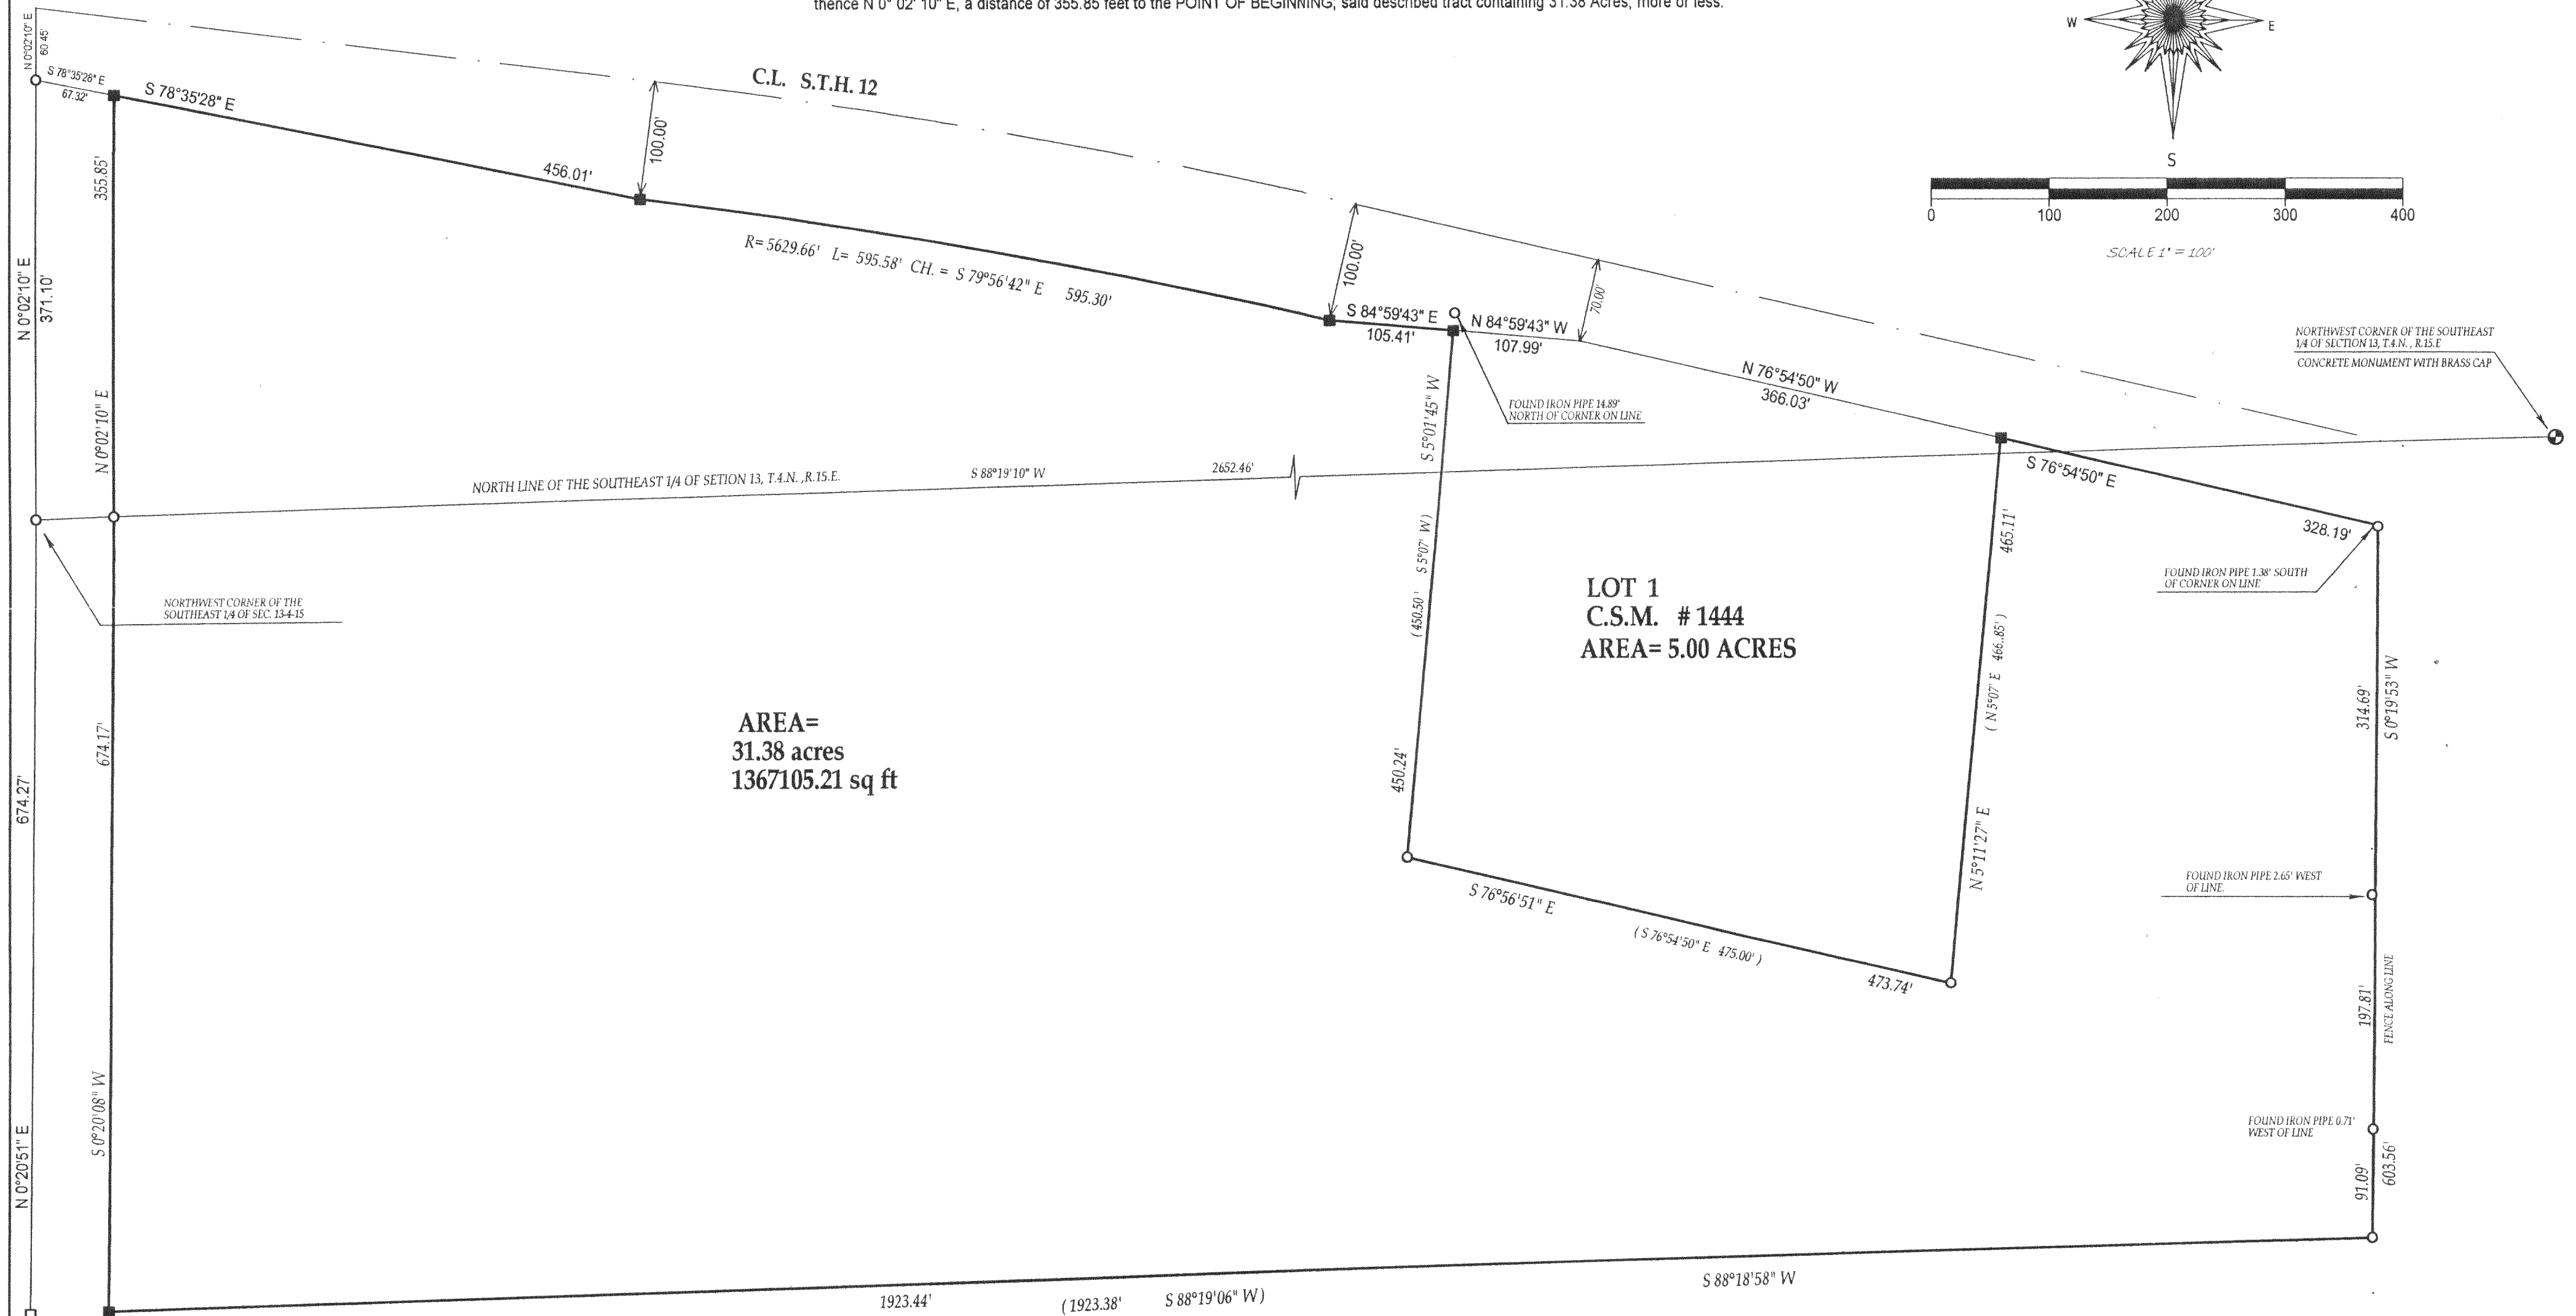 thence N 0° 02' 10" E, a distance of 355.85 feet to the POINT OF BEGINNING; said described tract containing 31.38 Acres, more or less.
N 0°02'10" E
60.45'
S 78°35'28" E
67.32'
S 78°35'28" E
456.01'
C.L. S.T.H. 12
100.00'
R= 5629.66' L= 595.58' CH. = S 79°56'42" E 595.30'
100.00'
S 84°59'43" E
105.41'
N 84°59'43" W
107.99'
70.00'
N 76°54'50" W
366.03'
W
E
S
0 100 200 300 400
SCALE 1" = 100'
NORTHWEST CORNER OF THE SOUTHEAST
1/4 OF SECTION 13, T.4.N. , R.15.E
CONCRETE MONUMENT WITH BRASS CAP
FOUND IRON PIPE 14.89'
NORTH OF CORNER ON LINE
355.85'
N 0°02'10" E
371.10'
N 0°02'10" E
NORTH LINE OF THE SOUTHEAST 1/4 OF SETION 13, T.4.N. ,R.15.E.
S 88°19'10" W
2652.46'
S 5°01'45" W
( 450.50 ' S 5°07' W)
450.24'
S 76°54'50" E
328.19'
FOUND IRON PIPE 1.38' SOUTH
OF CORNER ON LINE
NORTHWEST CORNER OF THE
SOUTHEAST 1/4 OF SEC. 13-4-15
LOT 1
C.S.M. # 1444
AREA= 5.00 ACRES
465.11'
( N 5°07' E 466..85' )
N 5°11'27" E
314.69'
S 0°19'53" W
AREA=
31.38 acres
1367105.21 sq ft
674.17'
674.27'
S 76°56'51" E
( S 76°54'50" E 475.00' )
473.74'
FOUND IRON PIPE 2.65' WEST
OF LINE.
197.81'
FENCE ALONG LINE
FOUND IRON PIPE 0.71'
WEST OF LINE
91.09'
603.56'
S 0°20'08" W
N 0°20'51" E
S 88°18'58" W
1923.44'
( 1923.38' S 88°19'06" W)